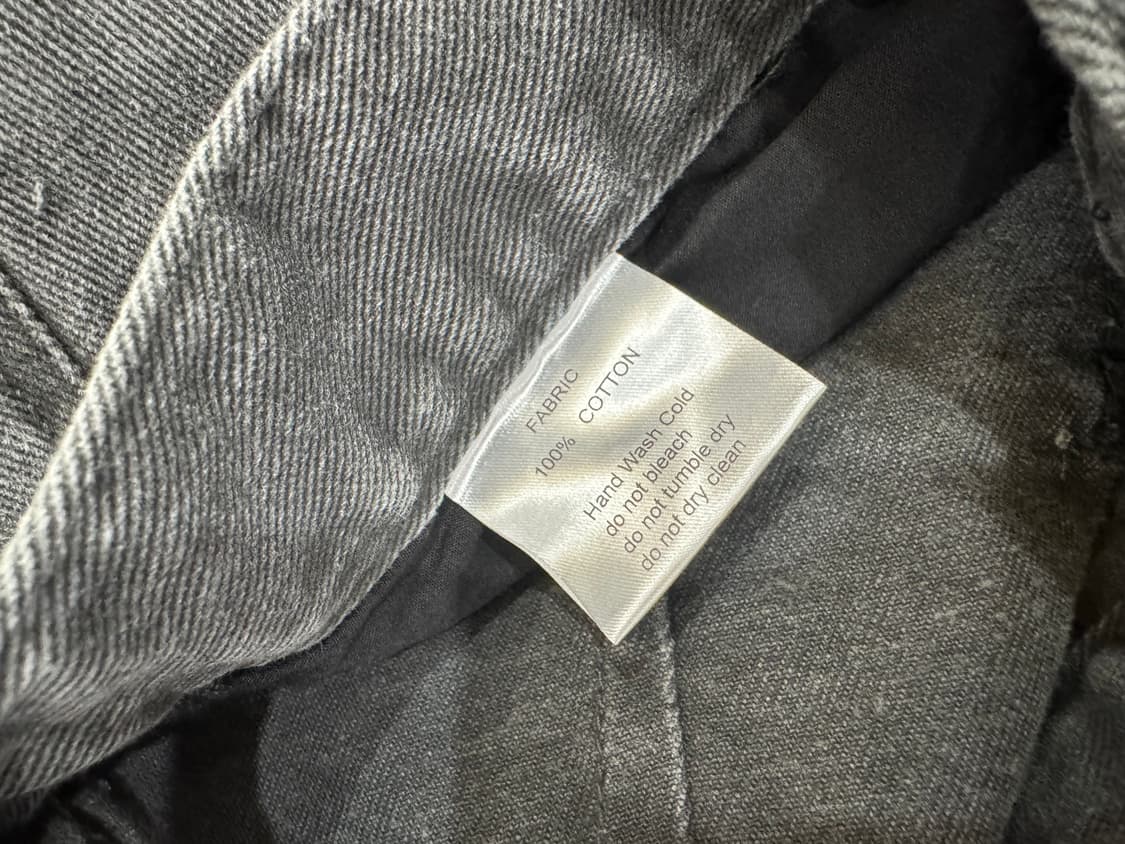 FABRIC
100% COTTON
Hand Wash Cold
do not bleach
do not tumble dry
do not dry clean